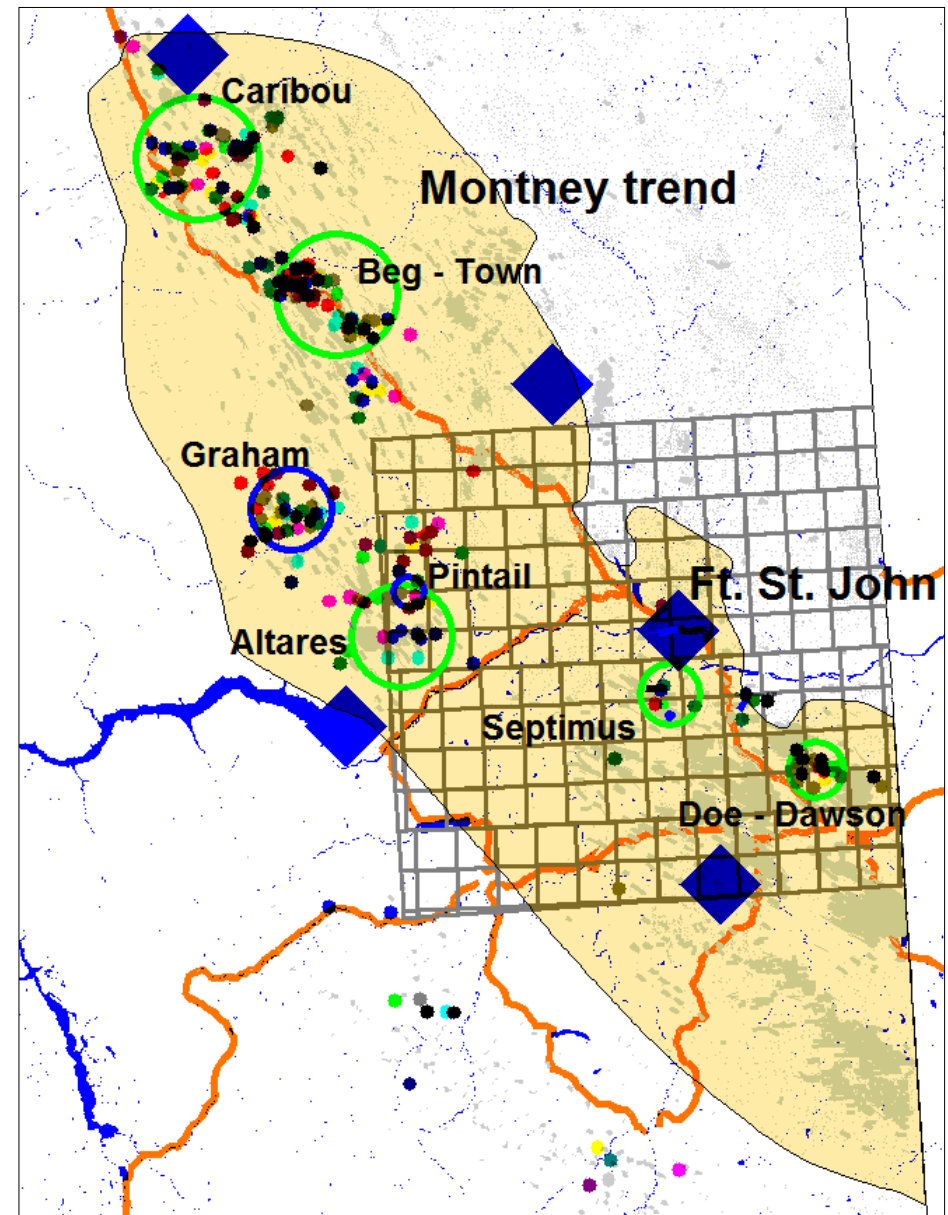 Caribou
Montney trend
Beg - Town
Graham
Pintail
Ft. St. John
Altares
Septimus
Doe - Dawson